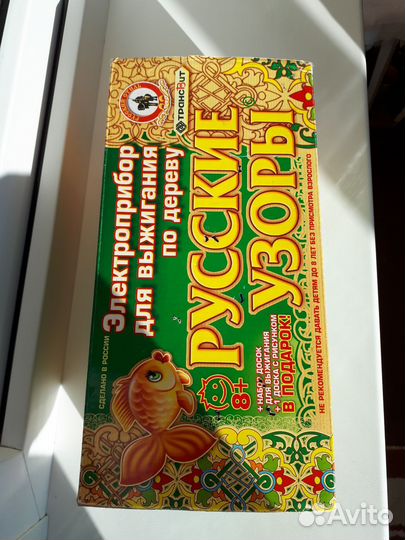 СДЕЛАНО В РОССИИ
Электроприбор
для выжигания
по дереву
трансВит
РУССКИЕ
УЗОРЫ
8+
+ НАБОР ДОСОК
ДЛЯ ВЫЖИГАНИЯ
+1 ДОСКА С РИСУНКОМ
В ПОДАРОК!
НЕ РЕКОМЕНДУЕТСЯ ДАВАТЬ ДЕТЯМ ДО 8 ЛЕТ БЕЗ ПРИСМОТРА ВЗРОСЛОГО
Avito